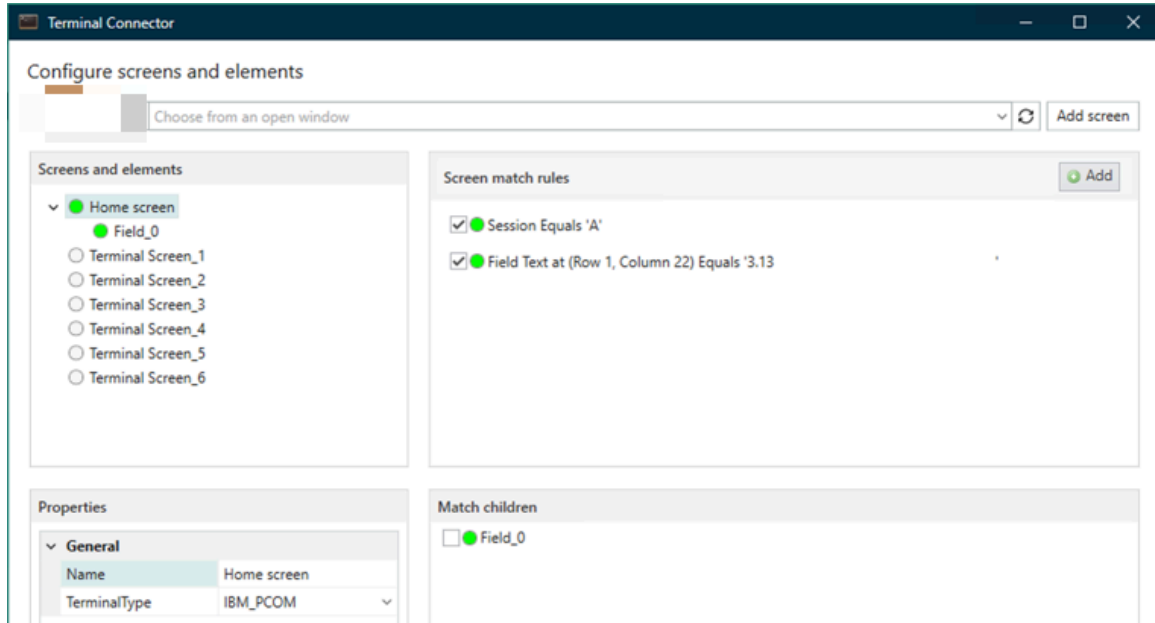 Terminal Connector
Configure screens and elements
Choose from an open window
Add screen
Screens and elements
Home screen
Field_0
Terminal Screen_1
Terminal Screen_2
Terminal Screen_3
Terminal Screen_4
Terminal Screen_5
Terminal Screen_6
Screen match rules
Add
Session Equals 'A'
Field Text at (Row 1, Column 22) Equals '3.13 '
Properties
General
Name Home screen
TerminalType IBM_PCOM
Match children
Field_0